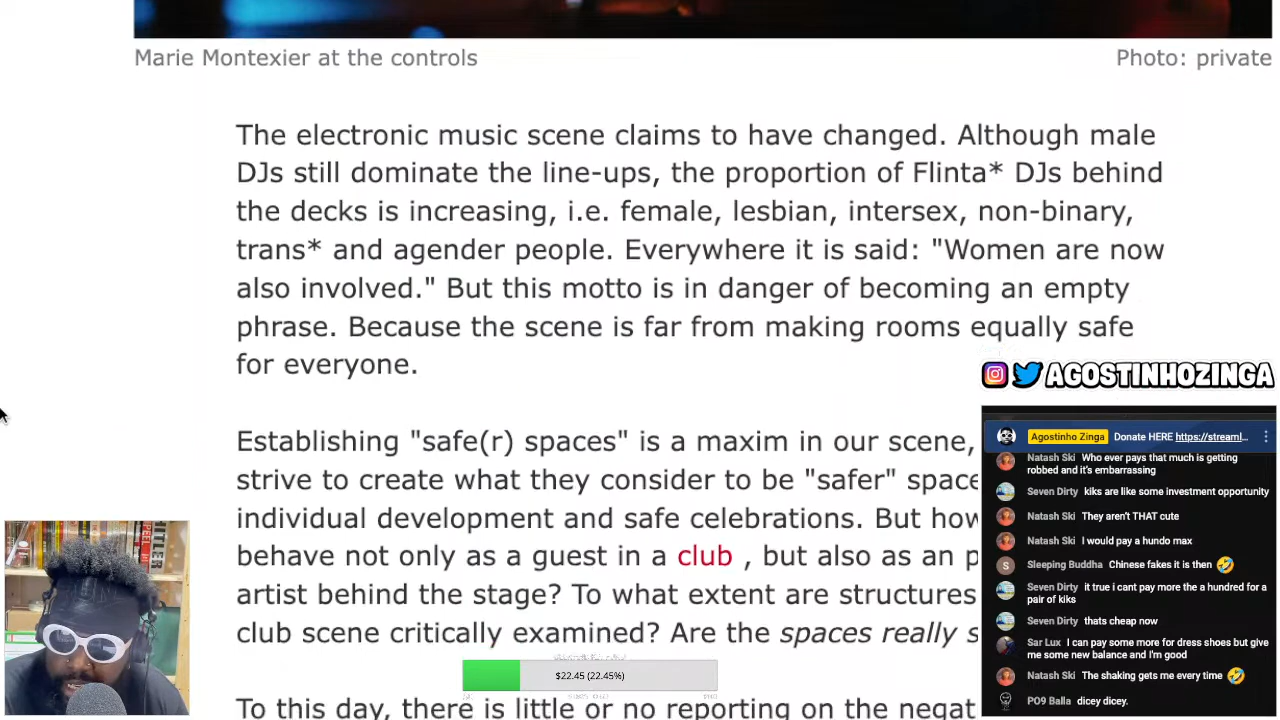 Marie Montexier at the controls
Photo: private
The electronic music scene claims to have changed. Although male
DJs still dominate the line-ups, the proportion of Flinta* DJs behind
the decks is increasing, i.e. female, lesbian, intersex, non-binary,
trans* and agender people. Everywhere it is said: "Women are now
also involved." But this motto is in danger of becoming an empty
phrase. Because the scene is far from making rooms equally safe
for everyone.
Establishing "safe(r) spaces" is a maxim in our scene,
strive to create what they consider to be "safer" space
individual development and safe celebrations. But how
behave not only as a guest in a club , but also as an p
artist behind the stage? To what extent are structures
club scene critically examined? Are the spaces really s
To this day, there is little or no reporting on the negat
$22.45 (22.45%)
AGOSTINHOZINGA
Agostinho Zinga Donate HERE https://streaml...
Natash Ski Who ever pays that much is getting
robbed and it's embarrassing
Seven Dirty kiks are like some investment opportunity
Natash Ski They aren't THAT cute
Natash Ski I would pay a hundo max
S Sleeping Buddha Chinese fakes it is then 🤣
Seven Dirty it true i cant pay more the a hundred for a
pair of kiks
Seven Dirty thats cheap now
Sar Lux I can pay some more for dress shoes but give
me some new balance and I'm good
Natash Ski The shaking gets me every time 🤣
PO9 Balla dicey dicey.